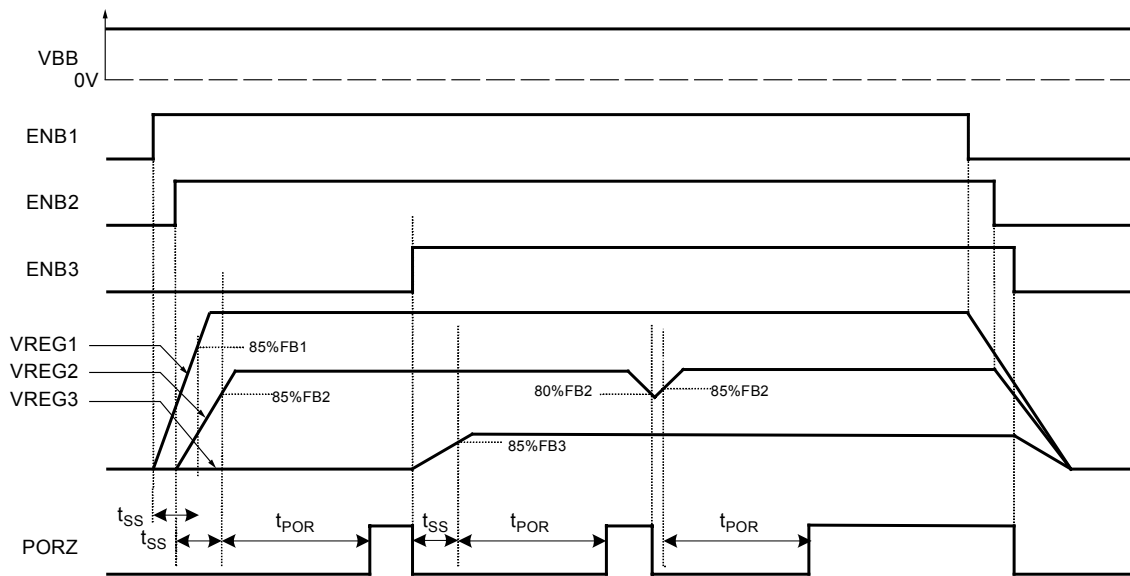 VBB
0V
ENB1
ENB2
ENB3
VREG1
85%FB1
VREG2
80%FB2
85%FB2
85%FB2
VREG3
85%FB3
tSS
tSS
tPOR
tSS
tPOR
tPOR
PORZ